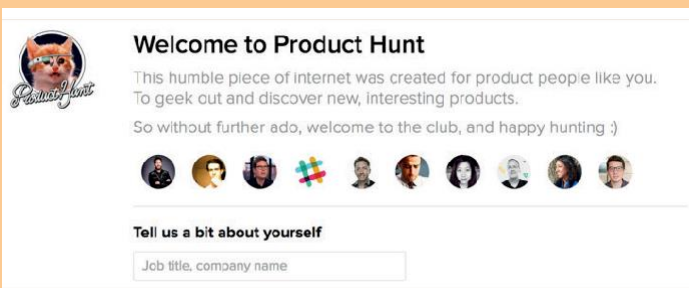 Product Hunt
Welcome to Product Hunt
This humble piece of internet was created for product people like you.
To geek out and discover new, interesting products.
So without further ado, welcome to the club, and happy hunting :)
Tell us a bit about yourself
Job title, company name